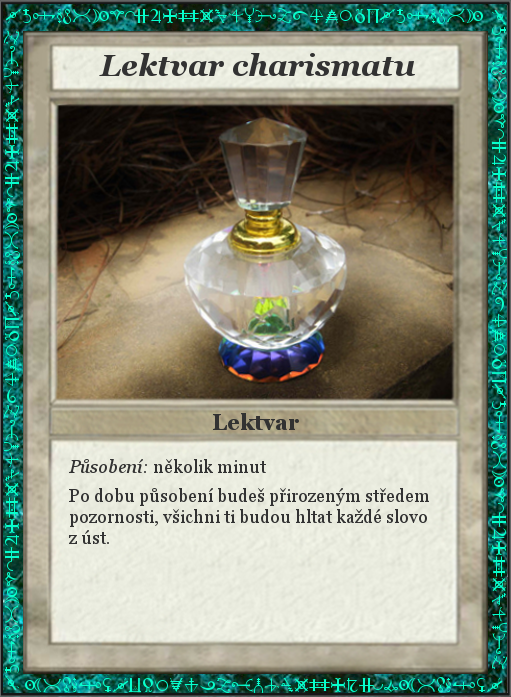 Lektvar charismatu
Lektvar
Působení: několik minut
Po dobu působení budeš přirozeným středem
pozornosti, všichni ti budou hltat každé slovo
z úst.